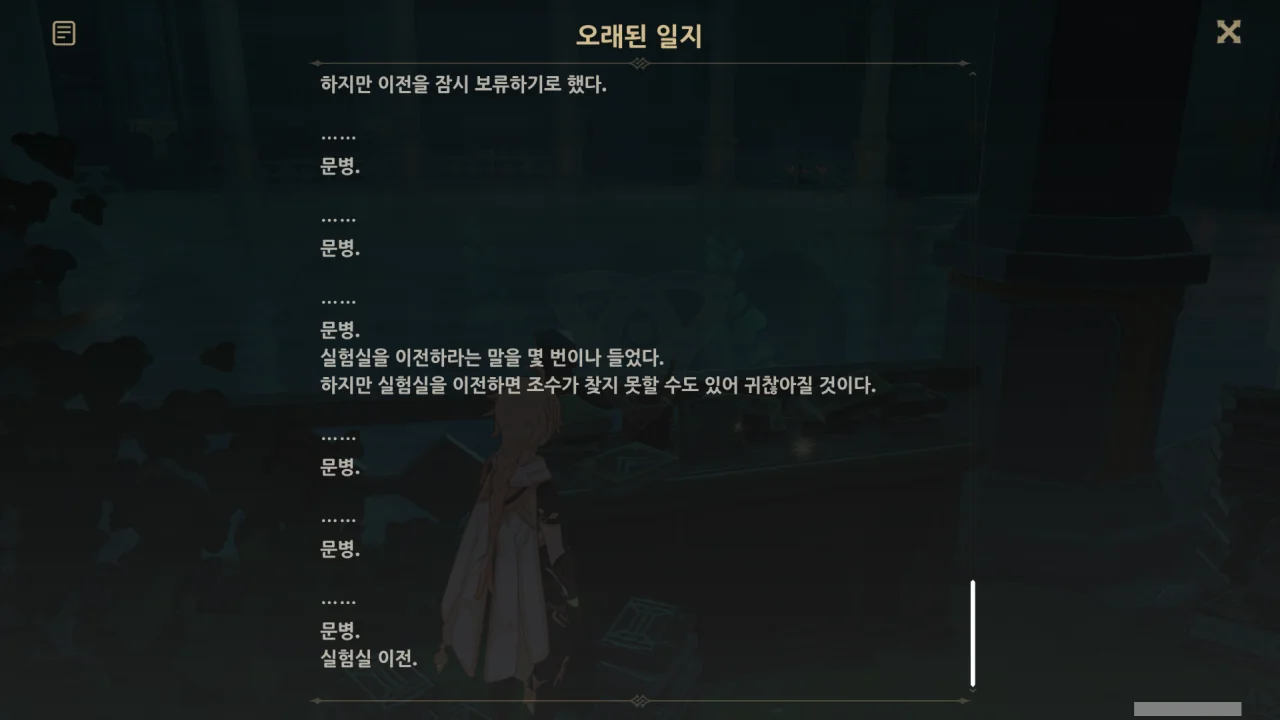 오래된 일지
하지만 이전을 잠시 보류하기로 했다.
……
문병.
……
문병.
……
문병.
실험실을 이전하라는 말을 몇 번이나 들었다.
하지만 실험실을 이전하면 조수가 찾지 못할 수도 있어 귀찮아질 것이다.
……
문병.
……
문병.
……
문병.
실험실 이전.